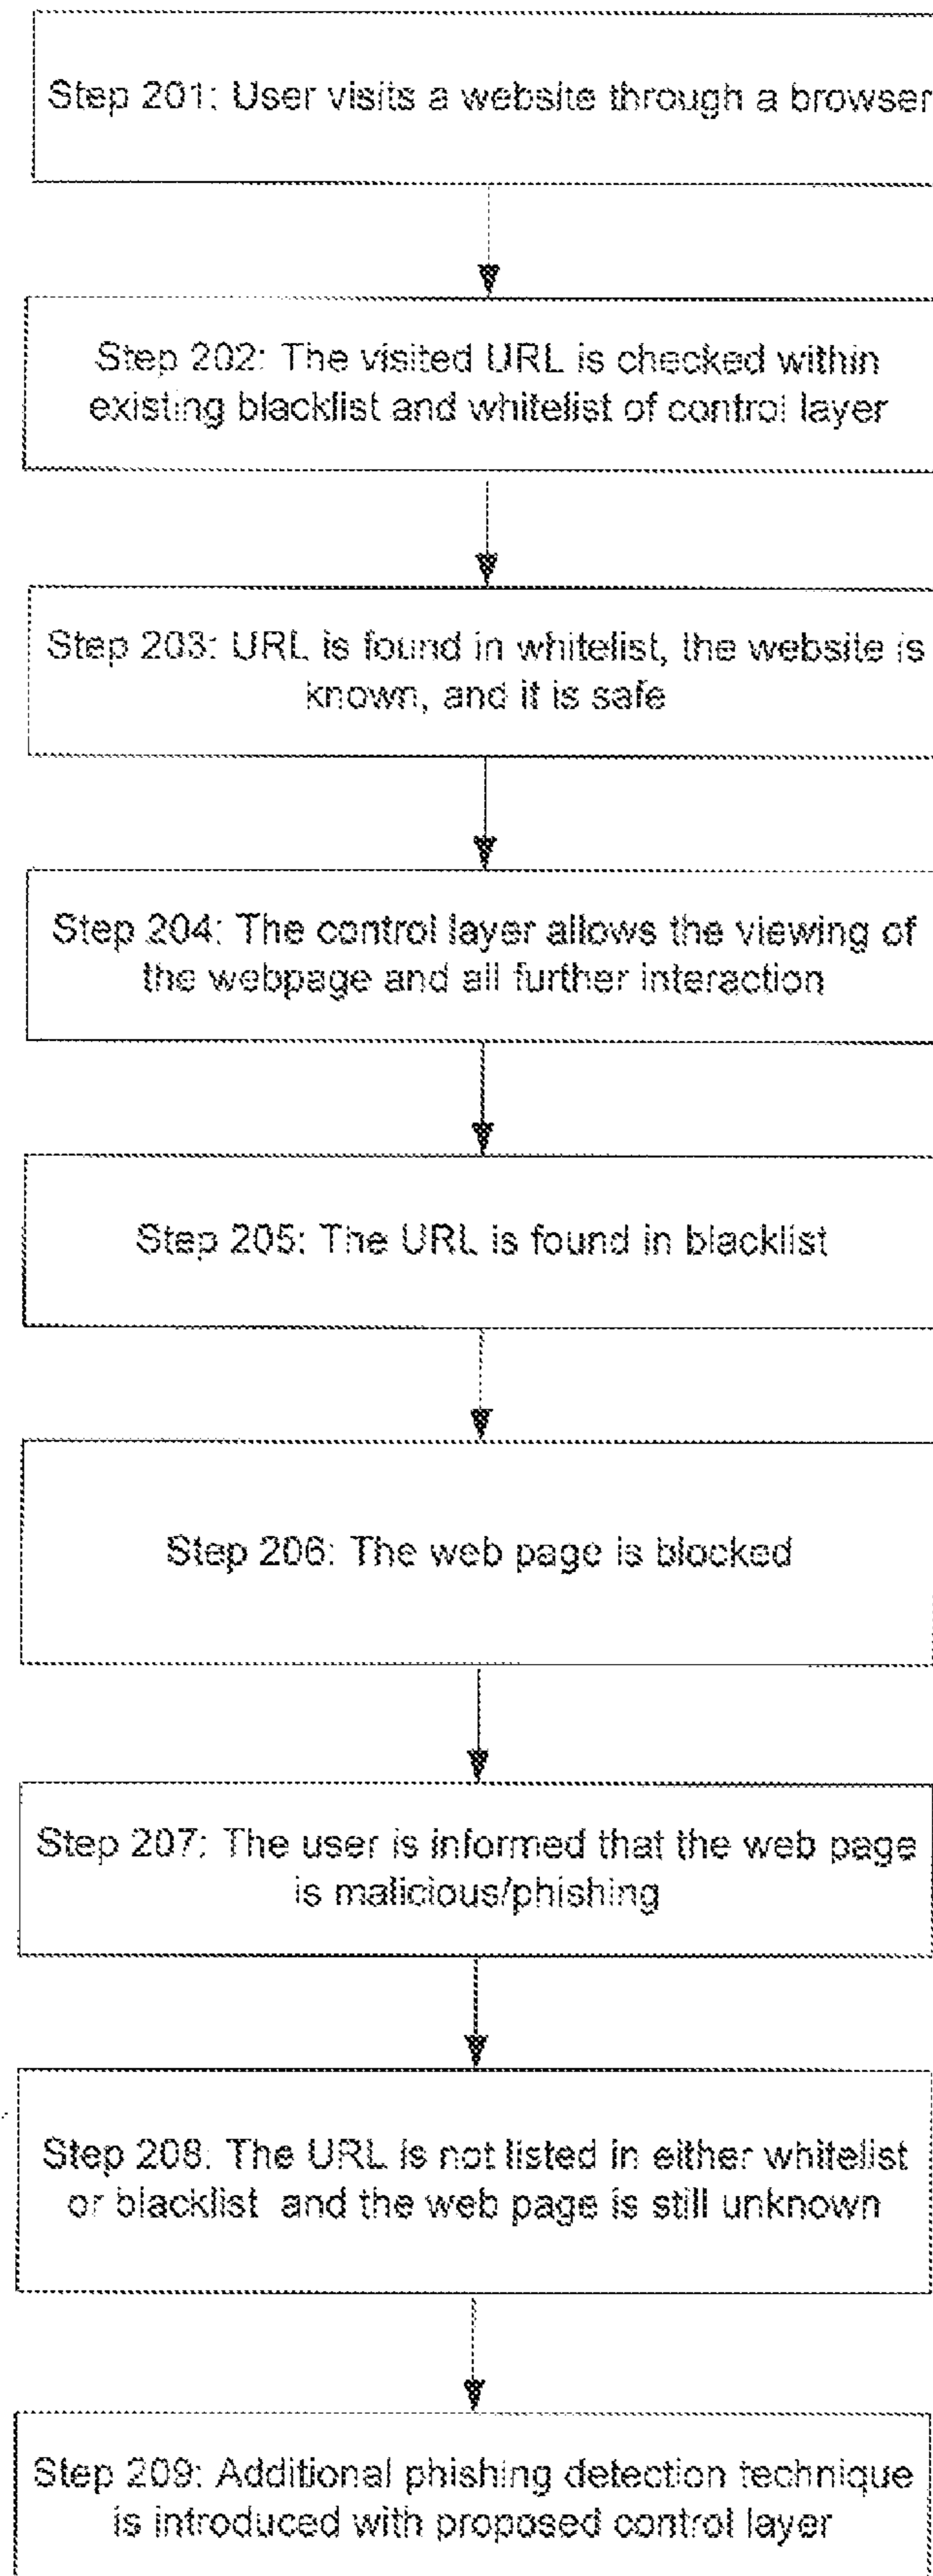 Step 201: User visits a website through a browser
Step 202: The visited URL is checked within
existing blacklist and whitelist of control layer
Step 203: URL is found in whitelist, the website is
known, and it is safe
Step 204: The control layer allows the viewing of
the webpage and all further interaction
Step 205: The URL is found in blacklist
Step 206: The web page is blocked
Step 207: The user is informed that the web page
is malicious/phishing
Step 208: The URL is not listed in either whitelist
or blacklist and the web page is still unknown
Step 209: Additional phishing detection technique
is introduced with proposed control layer